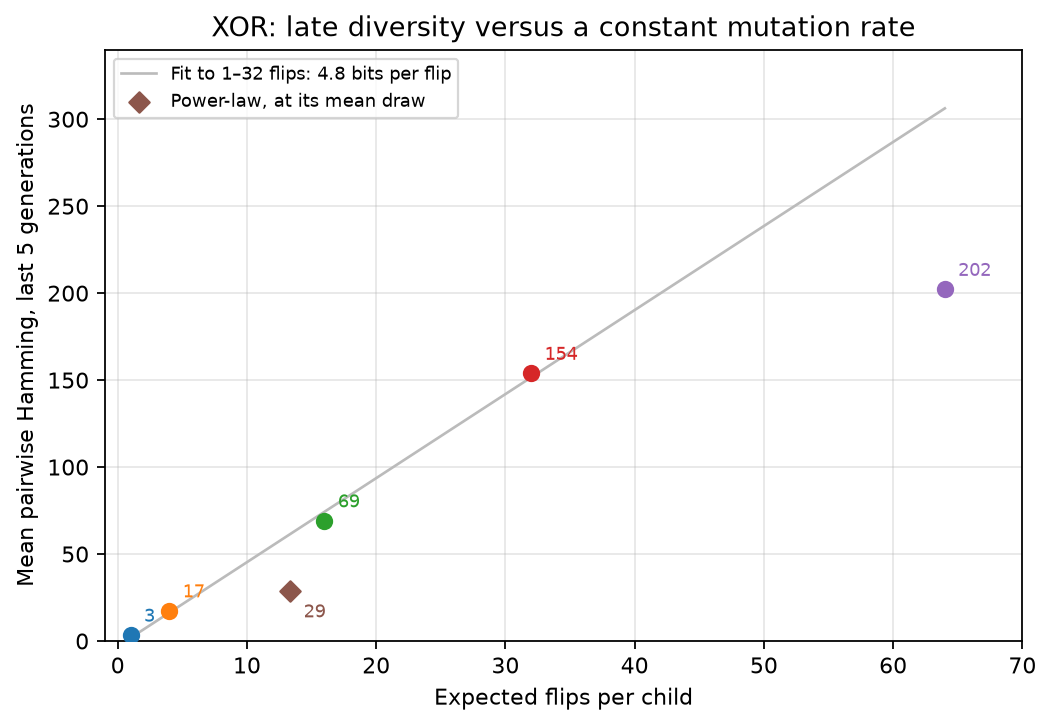 XOR: late diversity versus a constant mutation rate
Fit to 1–32 flips: 4.8 bits per flip
Power-law, at its mean draw
Mean pairwise Hamming, last 5 generations
300
250
200
150
100
50
0
202
154
69
29
17
3
0 10 20 30 40 50 60 70
Expected flips per child